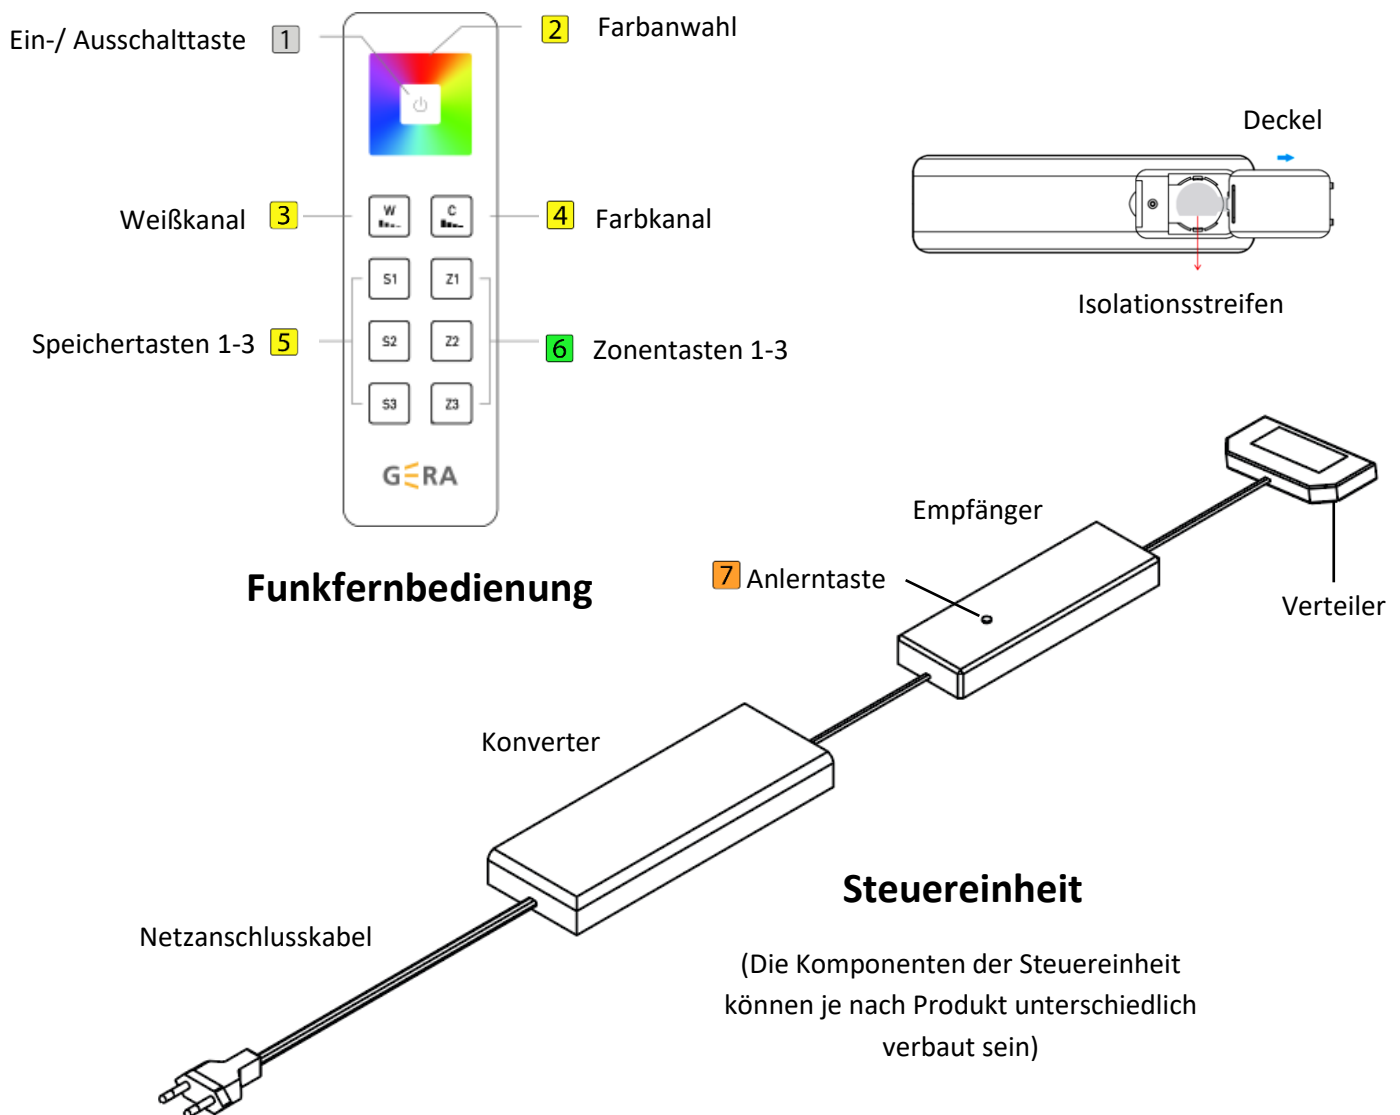 Ein-/ Ausschalttaste 1
2 Farbanwahl
Weißkanal 3
W C
4 Farbkanal
S1 Z1
Speichertasten 1-3 5
S2 Z2
6 Zonentasten 1-3
S3 Z3
GERA
Funkfernbedienung
Deckel
Isolationsstreifen
Empfänger
7 Anlerntaste
Verteiler
Konverter
Netzanschlusskabel
Steuereinheit
(Die Komponenten der Steuereinheit
können je nach Produkt unterschiedlich
verbaut sein)